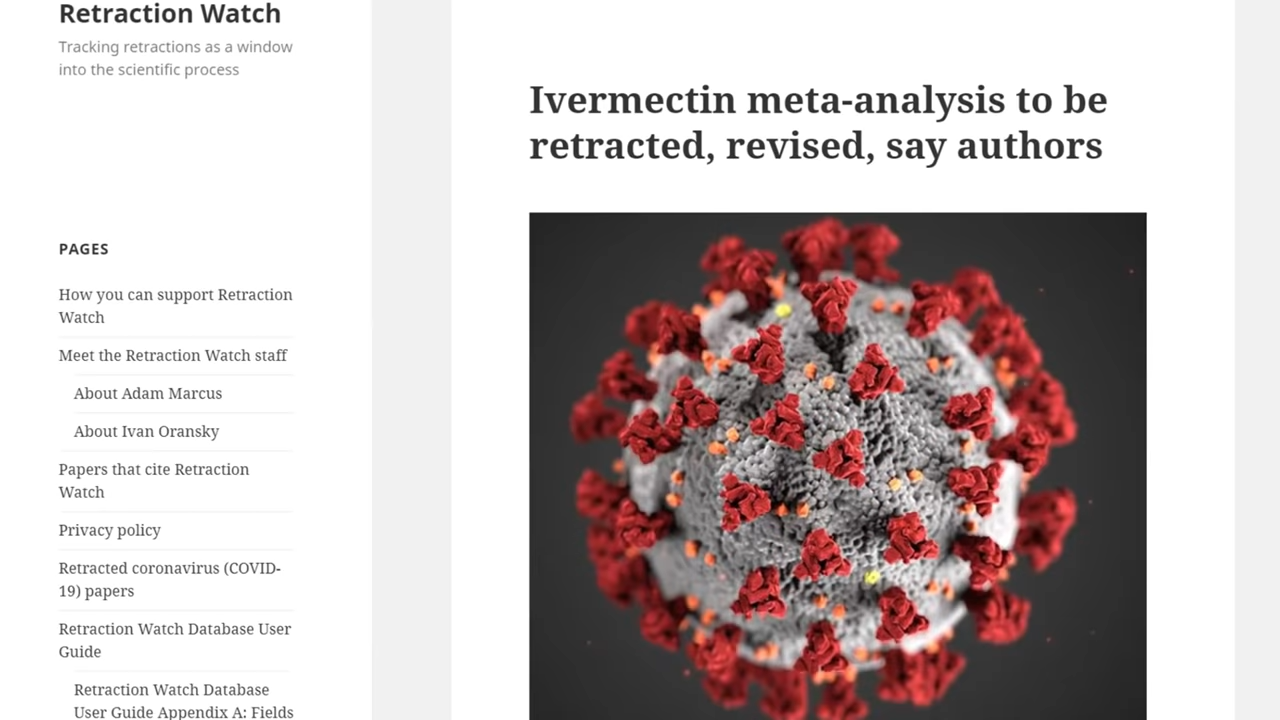 Retraction Watch
Tracking retractions as a window
into the scientific process
PAGES
How you can support Retraction
Watch
Meet the Retraction Watch staff
About Adam Marcus
About Ivan Oransky
Papers that cite Retraction
Watch
Privacy policy
Retracted coronavirus (COVID-
19) papers
Retraction Watch Database User
Guide
Retraction Watch Database
User Guide Appendix A: Fields
Ivermectin meta-analysis to be
retracted, revised, say authors